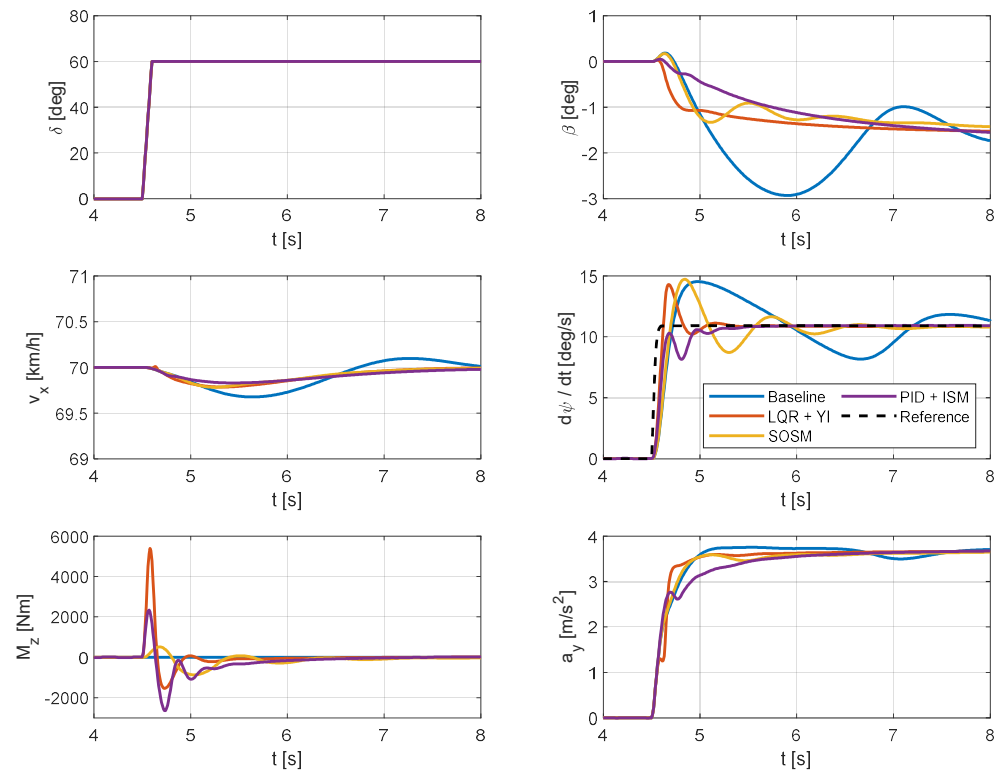 80
60
40
20
0
δ [deg]
4 5 6 7 8
t [s]
1
0
-1
-2
-3
β [deg]
4 5 6 7 8
t [s]
71
70.5
70
69.5
69
v_x [km/h]
4 5 6 7 8
t [s]
15
10
5
0
dψ / dt [deg/s]
Baseline
LQR + YI
SOSM
PID + ISM
Reference
4 5 6 7 8
t [s]
6000
4000
2000
0
-2000
M_z [Nm]
4 5 6 7 8
t [s]
4
3
2
1
0
a_y [m/s²]
4 5 6 7 8
t [s]